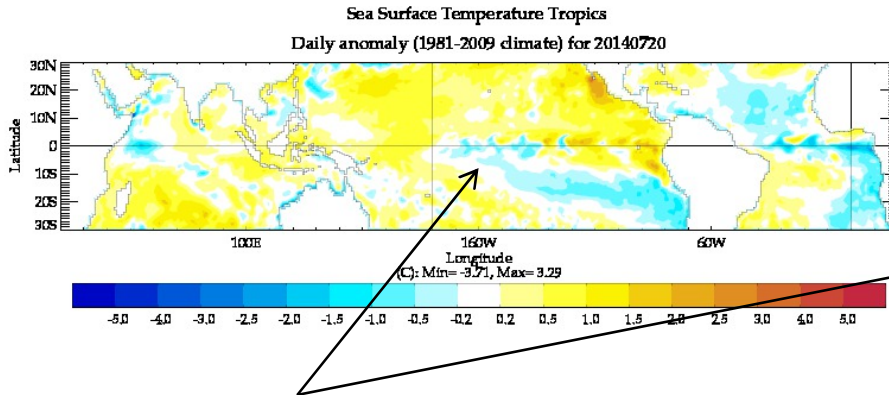 Sea Surface Temperature Tropics
Daily anomaly (1981-2009 climate) for 20140720
30N
20N
10N
0
10S
20S
30S
Latitude
100E 160W 60W
Longitude
(C): Min= -3.71, Max= 3.29
-5.0 -4.0 -3.0 -2.5 -2.0 -1.5 -1.0 -0.5 -0.2 0.2 0.5 1.0 1.5 2.0 2.5 3.0 4.0 5.0